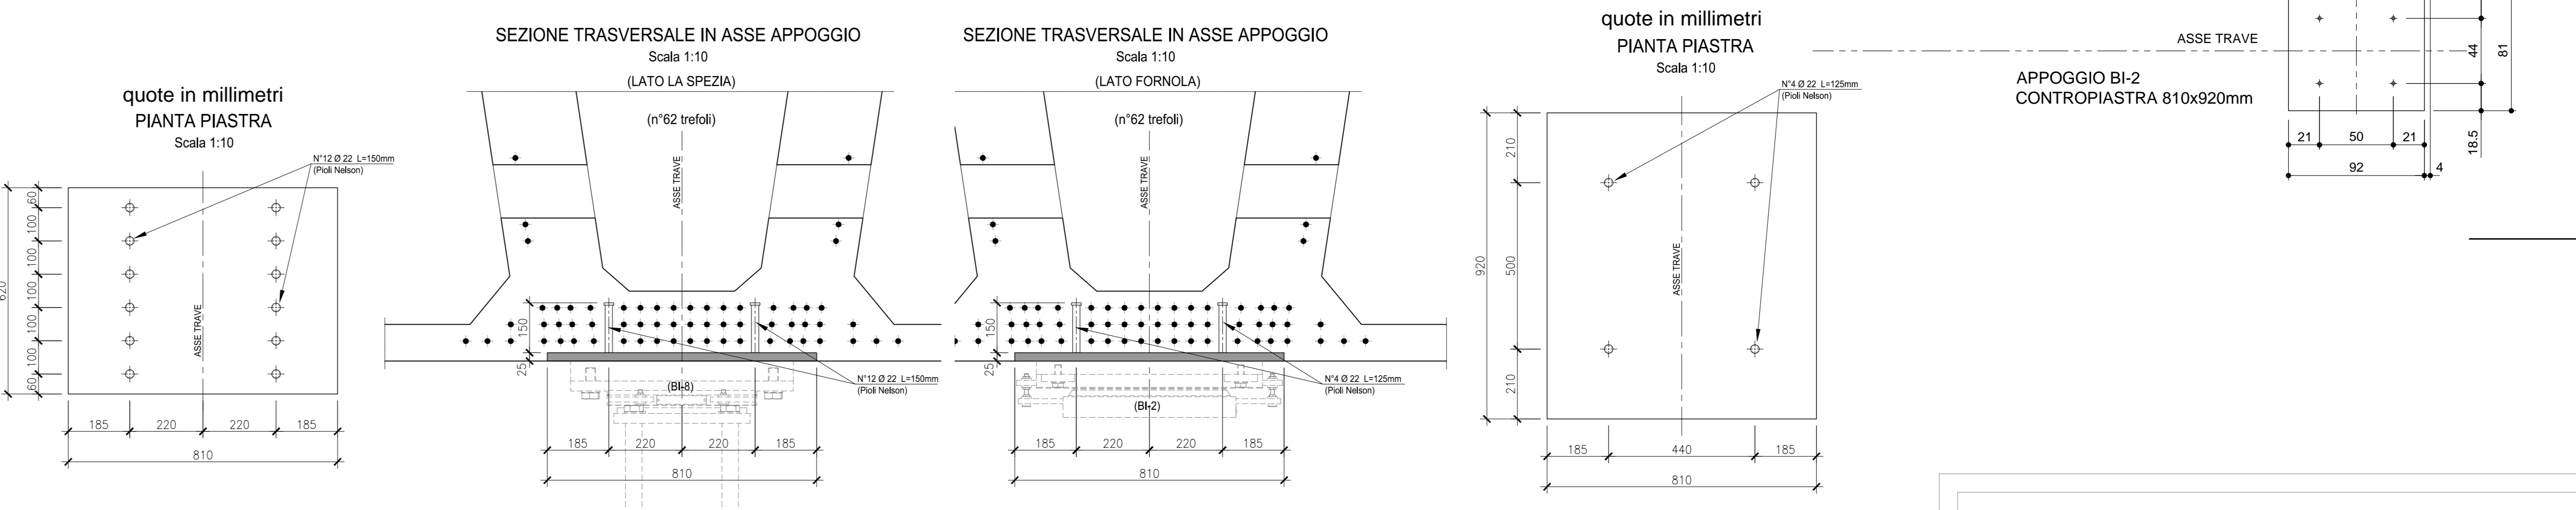 quote in millimetri
PIANTA PIASTRA
Scala 1:10
N°12 Ø 22 L=150mm
(Pioli Nelson)
60
100
100
100
100
100
60
620
ASSE TRAVE
185
220
220
185
810
SEZIONE TRASVERSALE IN ASSE APPOGGIO
Scala 1:10
(LATO LA SPEZIA)
(n°62 trefoli)
ASSE TRAVE
150
25
(BI-8)
N°12 Ø 22 L=150mm
(Pioli Nelson)
185
220
220
185
810
SEZIONE TRASVERSALE IN ASSE APPOGGIO
Scala 1:10
(LATO FORNOLA)
(n°62 trefoli)
ASSE TRAVE
150
25
(BI-2)
N°4 Ø 22 L=125mm
(Pioli Nelson)
185
220
220
185
810
quote in millimetri
PIANTA PIASTRA
Scala 1:10
N°4 Ø 22 L=125mm
(Pioli Nelson)
210
500
210
920
ASSE TRAVE
185
440
185
810
ASSE TRAVE
APPOGGIO BI-2
CONTROPIASTRA 810x920mm
44
81
18.5
21
50
21
92
4